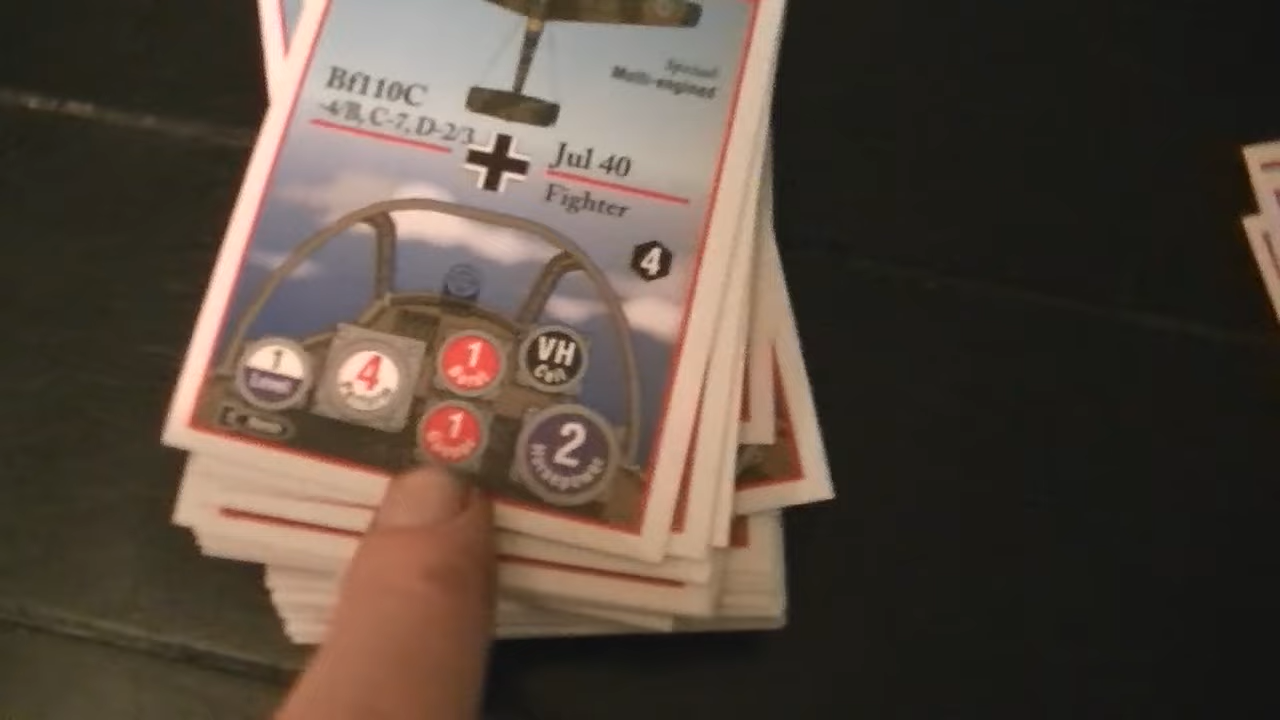 Special:
Multi-engined
Bf110C
-4/B, C-7, D-2/3
Jul 40
Fighter
4
1
4
1
VH
1
2
Horsepower